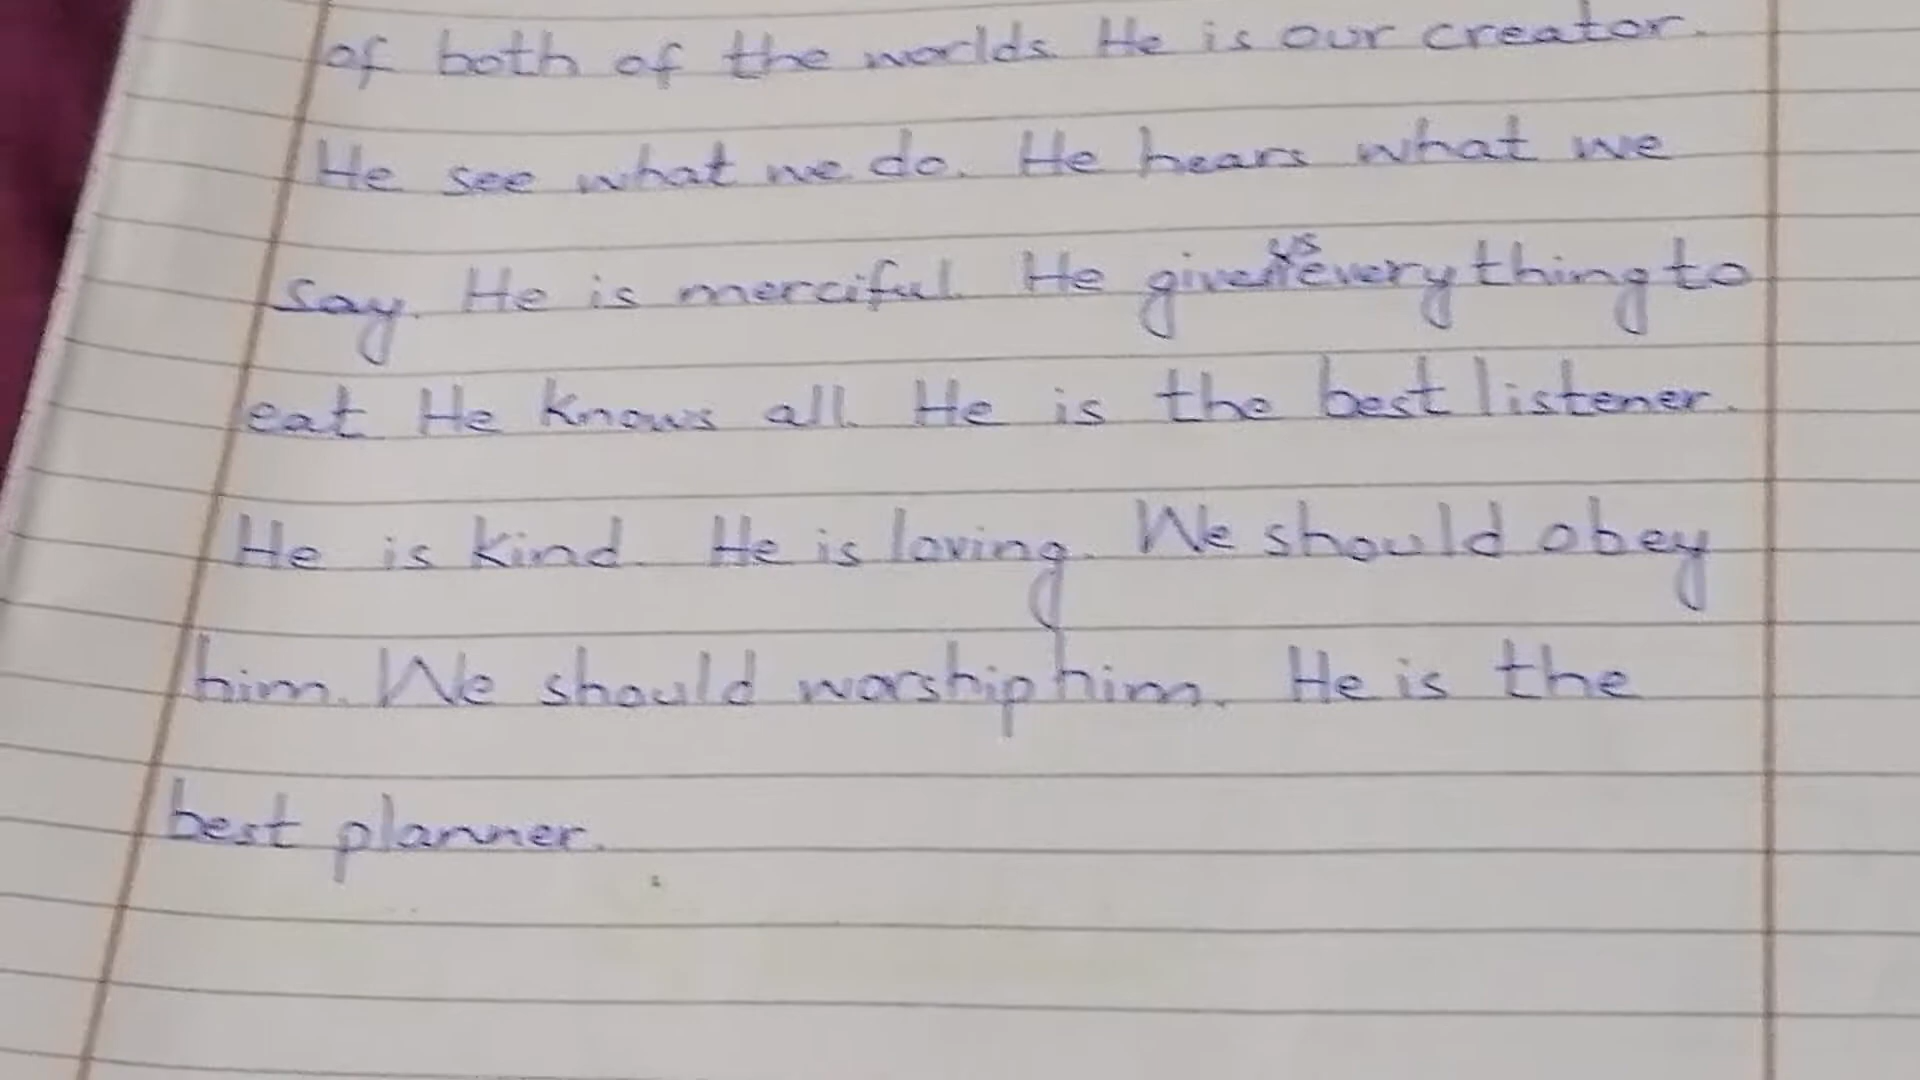 of both of the worlds. He is our creator.
He see what we do. He hears what we
say. He is merciful. He gives us everything to
eat He knows all. He is the best listener.
He is kind. He is loving. We should obey
him. We should worship him. He is the
best planner.